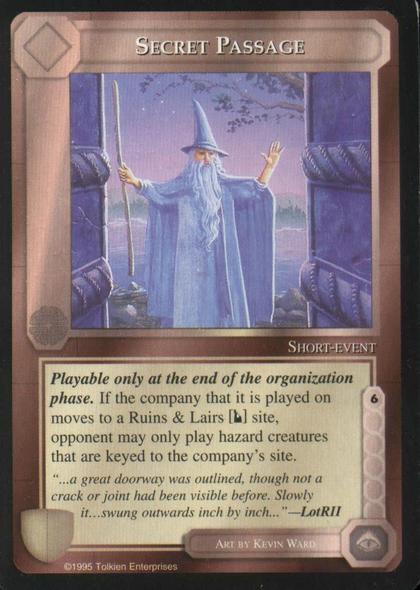 SECRET PASSAGE
SHORT-EVENT
Playable only at the end of the organization
phase. If the company that it is played on
moves to a Ruins & Lairs [] site,
opponent may only play hazard creatures
that are keyed to the company's site.
6
"...a great doorway was outlined, though not a
crack or joint had been visible before. Slowly
it…swung outwards inch by inch..."—LotRII
ART BY KEVIN WARD
©1995 Tolkien Enterprises